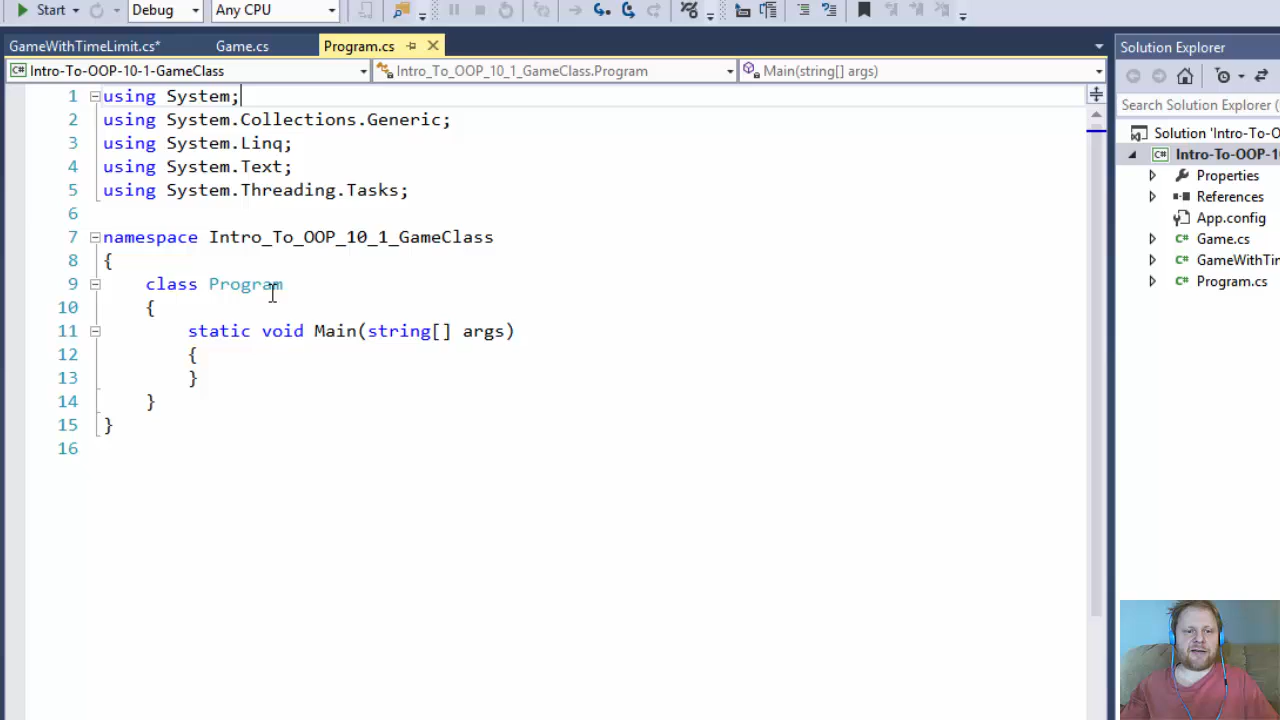 Start Debug Any CPU
GameWithTimeLimit.cs* Game.cs Program.cs
Solution Explorer
Intro-To-OOP-10-1-GameClass Intro_To_OOP_10_1_GameClass.Program Main(string[] args)
Search Solution Explorer (
Solution 'Intro-To-O
Intro-To-OOP-1
Properties
References
App.config
Game.cs
GameWithTim
Program.cs
1 using System;
2 using System.Collections.Generic;
3 using System.Linq;
4 using System.Text;
5 using System.Threading.Tasks;
6
7 namespace Intro_To_OOP_10_1_GameClass
8 {
9 class Program
10 {
11 static void Main(string[] args)
12 {
13 }
14 }
15 }
16